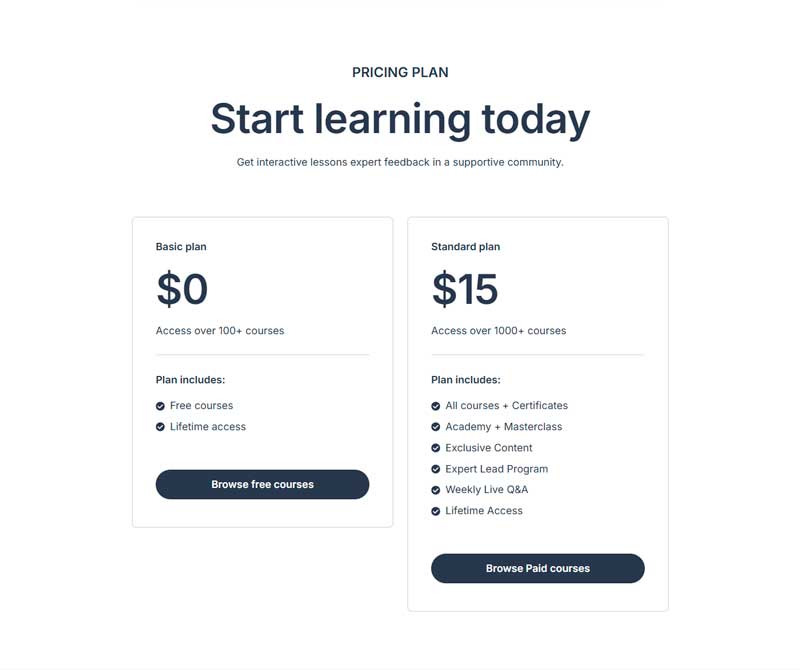 PRICING PLAN
Start learning today
Get interactive lessons expert feedback in a supportive community.
Basic plan
$0
Access over 100+ courses
Plan includes:
Free courses
Lifetime access
Browse free courses
Standard plan
$15
Access over 1000+ courses
Plan includes:
All courses + Certificates
Academy + Masterclass
Exclusive Content
Expert Lead Program
Weekly Live Q&A
Lifetime Access
Browse Paid courses